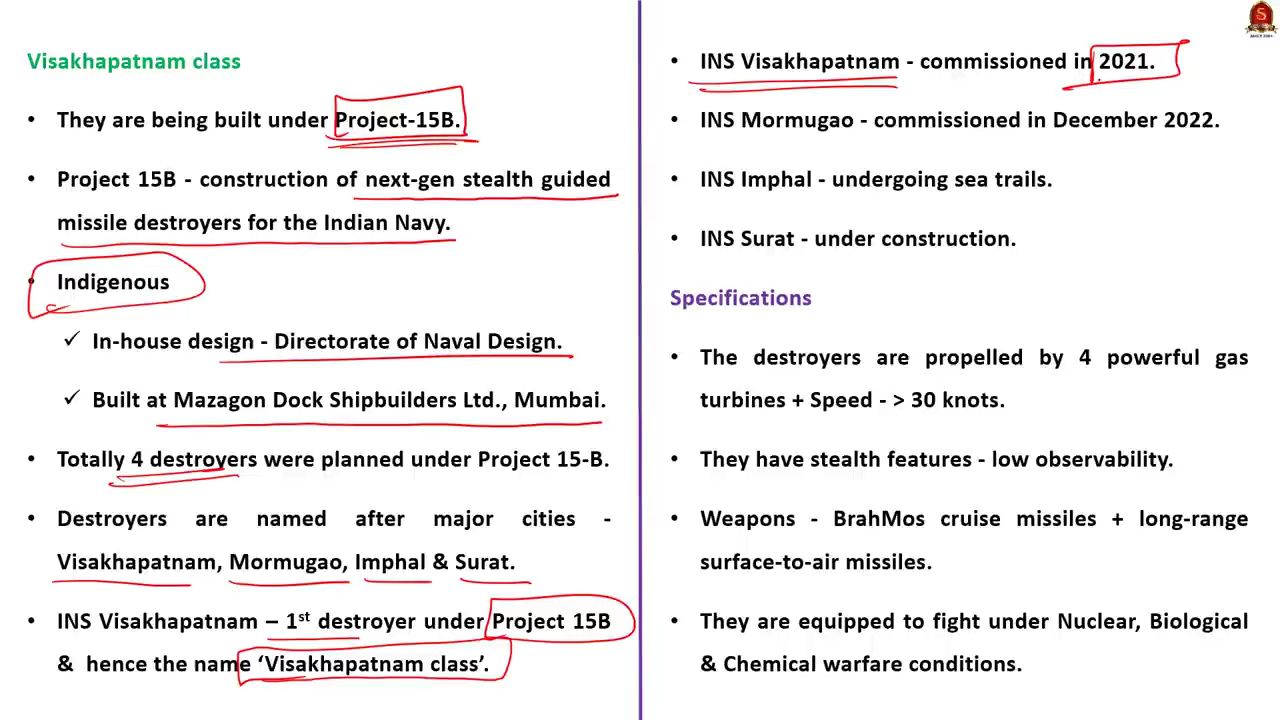 Visakhapatnam class
• They are being built under Project-15B.
• Project 15B - construction of next-gen stealth guided
missile destroyers for the Indian Navy.
• Indigenous
✓ In-house design - Directorate of Naval Design.
✓ Built at Mazagon Dock Shipbuilders Ltd., Mumbai.
• Totally 4 destroyers were planned under Project 15-B.
• Destroyers are named after major cities -
Visakhapatnam, Mormugao, Imphal & Surat.
• INS Visakhapatnam – 1st destroyer under Project 15B
& hence the name ‘Visakhapatnam class’.
• INS Visakhapatnam - commissioned in 2021.
• INS Mormugao - commissioned in December 2022.
• INS Imphal - undergoing sea trails.
• INS Surat - under construction.
Specifications
• The destroyers are propelled by 4 powerful gas
turbines + Speed - > 30 knots.
• They have stealth features - low observability.
• Weapons - BrahMos cruise missiles + long-range
surface-to-air missiles.
• They are equipped to fight under Nuclear, Biological
& Chemical warfare conditions.